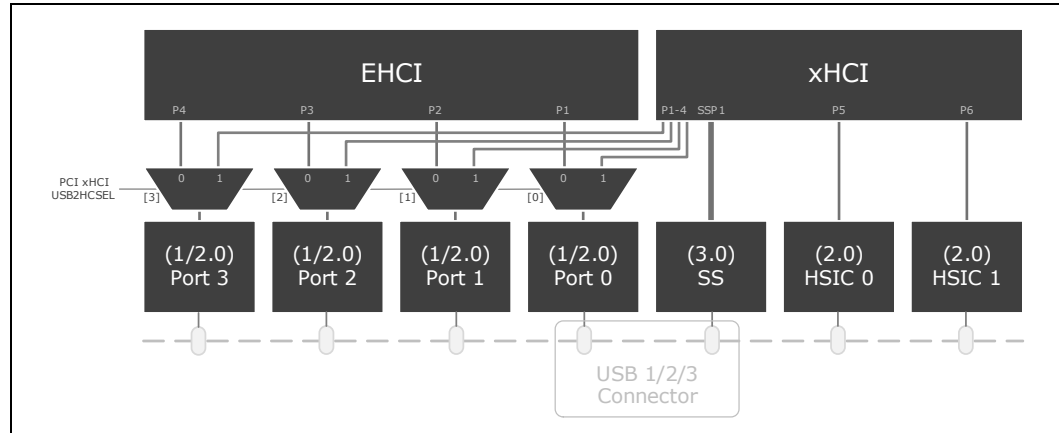 EHCI
xHCI
P4
P3
P2
P1
P1-4
SSP1
P5
P6
0
1
0
1
0
1
0
1
PCI xHCI
USB2HCSEL
[3]
[2]
[1]
[0]
(1/2.0)
Port 3
(1/2.0)
Port 2
(1/2.0)
Port 1
(1/2.0)
Port 0
(3.0)
SS
(2.0)
HSIC 0
(2.0)
HSIC 1
USB 1/2/3
Connector